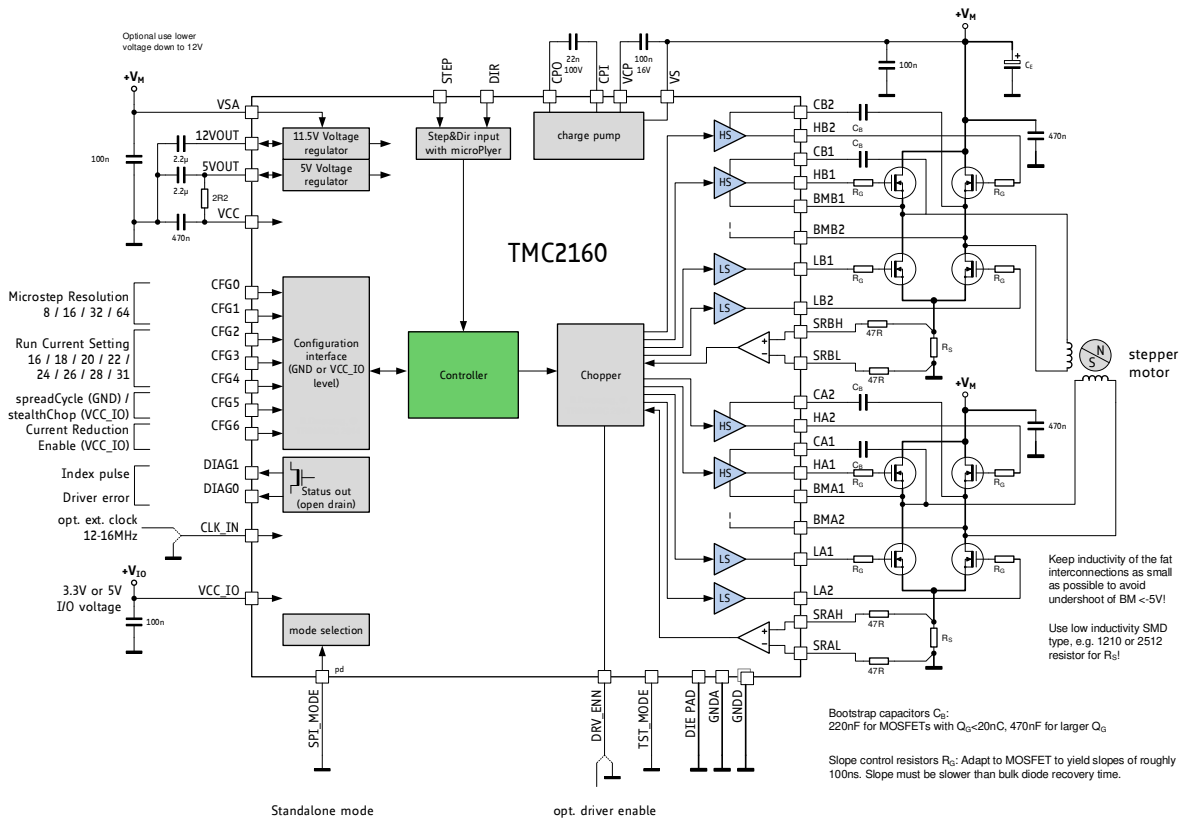 Optional use lower
voltage down to 12V
+VM
VSA
12VOUT
5VOUT
VCC
100n
2.2µ
2.2µ
2R2
470n
11.5V Voltage
regulator
5V Voltage
regulator
STEP
DIR
Step&Dir input
with microPlyer
CPO
CPI
VCP
VS
22n
100V
100n
16V
charge pump
+VM
100n
+
CE
470n
TMC2160
HS
HS
LS
LS
CB2
HB2
CB1
HB1
BMB1
BMB2
LB1
LB2
SRBH
SRBL
CB
CB
RG
RG
RG
RG
47R
47R
RS
+
-
Microstep Resolution
8 / 16 / 32 / 64
Run Current Setting
16 / 18 / 20 / 22 /
24 / 26 / 28 / 31
spreadCycle (GND) /
stealthChop (VCC_IO)
Current Reduction
Enable (VCC_IO)
Index pulse
Driver error
opt. ext. clock
12-16MHz
+VIO
3.3V or 5V
I/O voltage
100n
CFG0
CFG1
CFG2
CFG3
CFG4
CFG5
CFG6
DIAG1
DIAG0
CLK_IN
VCC_IO
Configuration
interface
(GND or VCC_IO
level)
Status out
(open drain)
mode selection
Controller
Chopper
N
S
stepper
motor
+VM
470n
HS
HS
LS
LS
CA2
HA2
CA1
HA1
BMA1
BMA2
LA1
LA2
SRAH
SRAL
CB
CB
RG
RG
RG
RG
47R
47R
RS
+
-
Keep inductivity of the fat
interconnections as small
as possible to avoid
undershoot of BM <-5V!
Use low inductivity SMD
type, e.g. 1210 or 2512
resistor for RS!
pd
SPI_MODE
DRV_ENN
TST_MODE
DIE PAD
GNDA
GNDD
Bootstrap capacitors CB:
220nF for MOSFETs with QG<20nC, 470nF for larger QG
Slope control resistors RG: Adapt to MOSFET to yield slopes of roughly
100ns. Slope must be slower than bulk diode recovery time.
Standalone mode
opt. driver enable